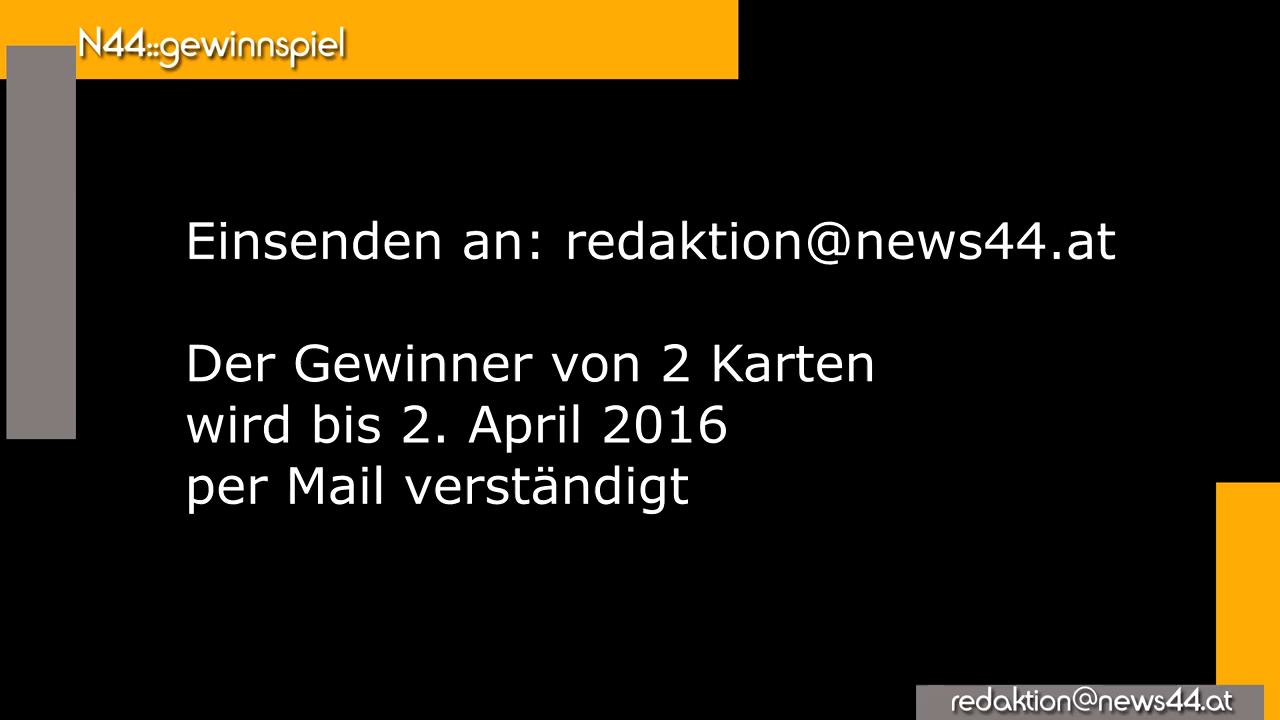 N44::gewinnspiel
Einsenden an: redaktion@news44.at
Der Gewinner von 2 Karten
wird bis 2. April 2016
per Mail verständigt
redaktion@news44.at